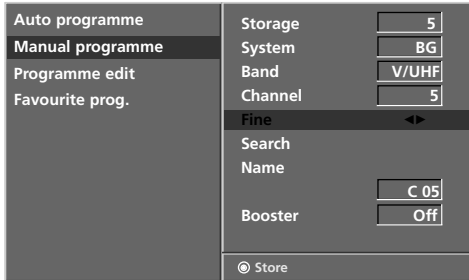 Auto programme
Manual programme
Programme edit
Favourite prog.
Storage 5
System BG
Band V/UHF
Channel 5
Fine ◀▶
Search
Name
C 05
Booster Off
◉ Store